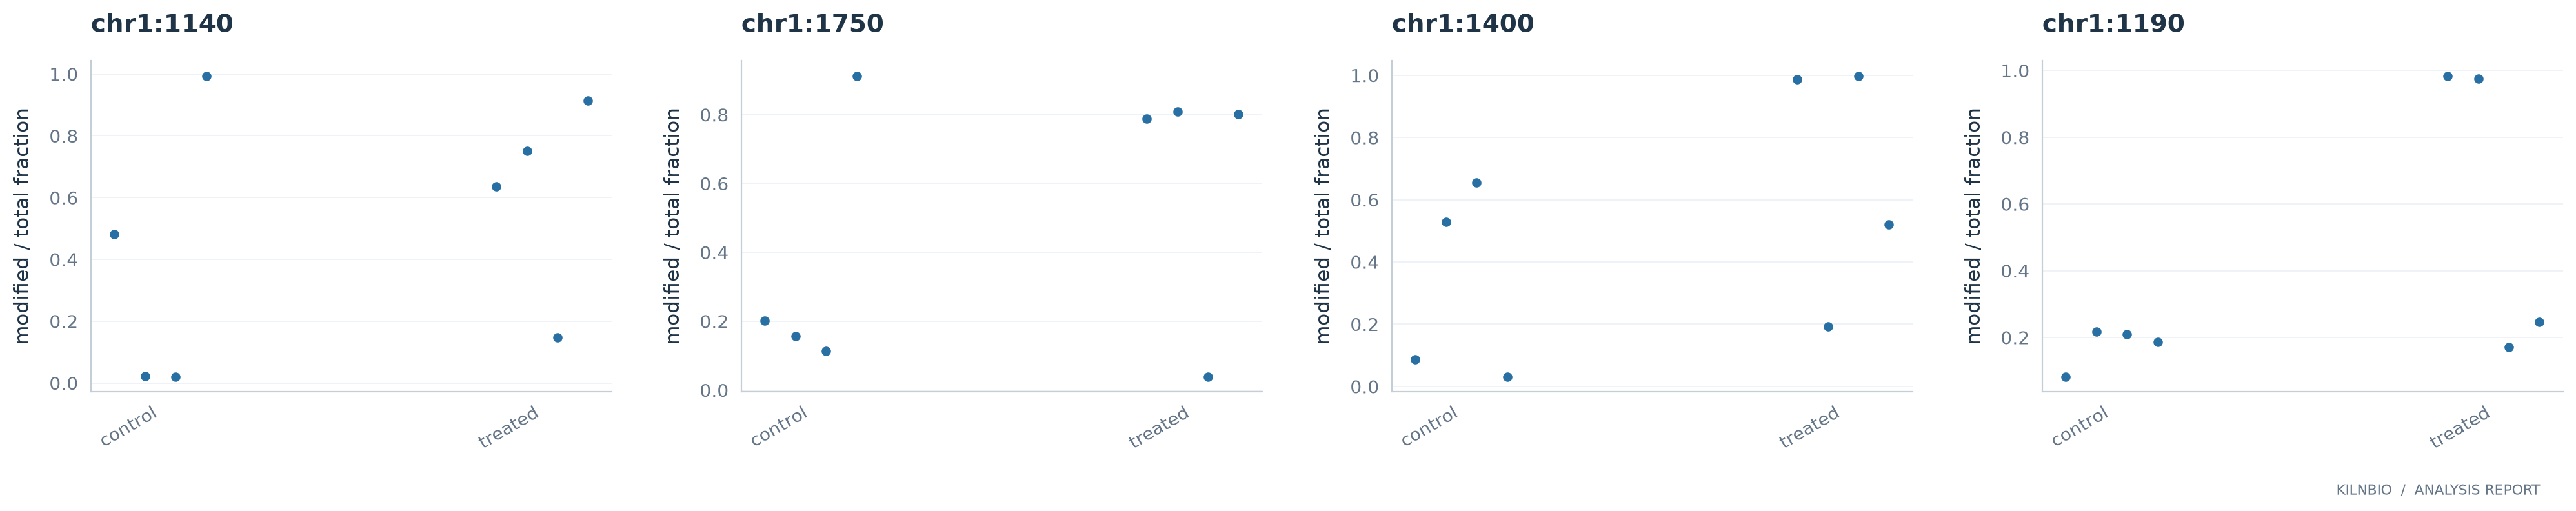 chr1:1140
modified / total fraction
1.0
0.8
0.6
0.4
0.2
0.0
control
treated
chr1:1750
modified / total fraction
0.8
0.6
0.4
0.2
0.0
control
treated
chr1:1400
modified / total fraction
1.0
0.8
0.6
0.4
0.2
0.0
control
treated
chr1:1190
modified / total fraction
1.0
0.8
0.6
0.4
0.2
control
treated
KILNBIO / ANALYSIS REPORT